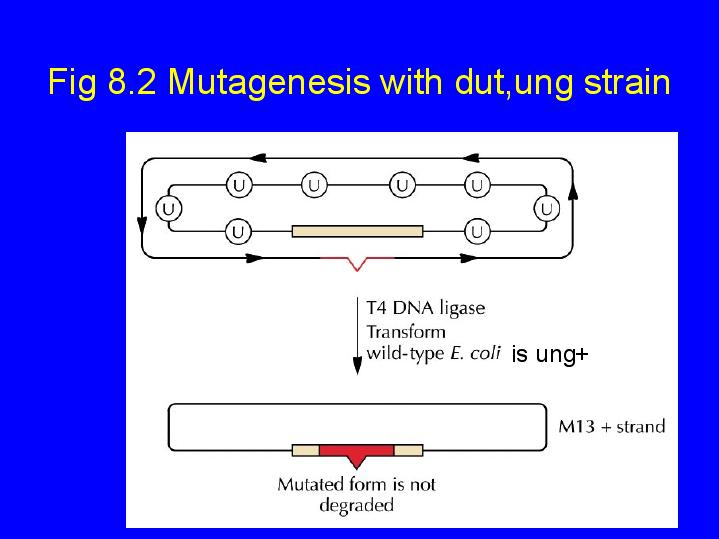 Fig 8.2 Mutagenesis with dut,ung strain
U U U U
U U
U U
T4 DNA ligase
Transform
wild-type E. coli is ung+
M13 + strand
Mutated form is not
degraded